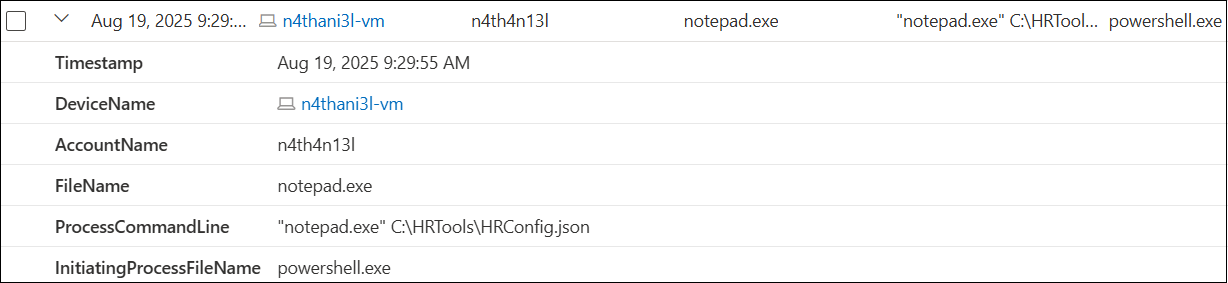 Aug 19, 2025 9:29:... n4thani3l-vm n4th4n13l notepad.exe "notepad.exe" C:\HRTool... powershell.exe
Timestamp Aug 19, 2025 9:29:55 AM
DeviceName n4thani3l-vm
AccountName n4th4n13l
FileName notepad.exe
ProcessCommandLine "notepad.exe" C:\HRTools\HRConfig.json
InitiatingProcessFileName powershell.exe